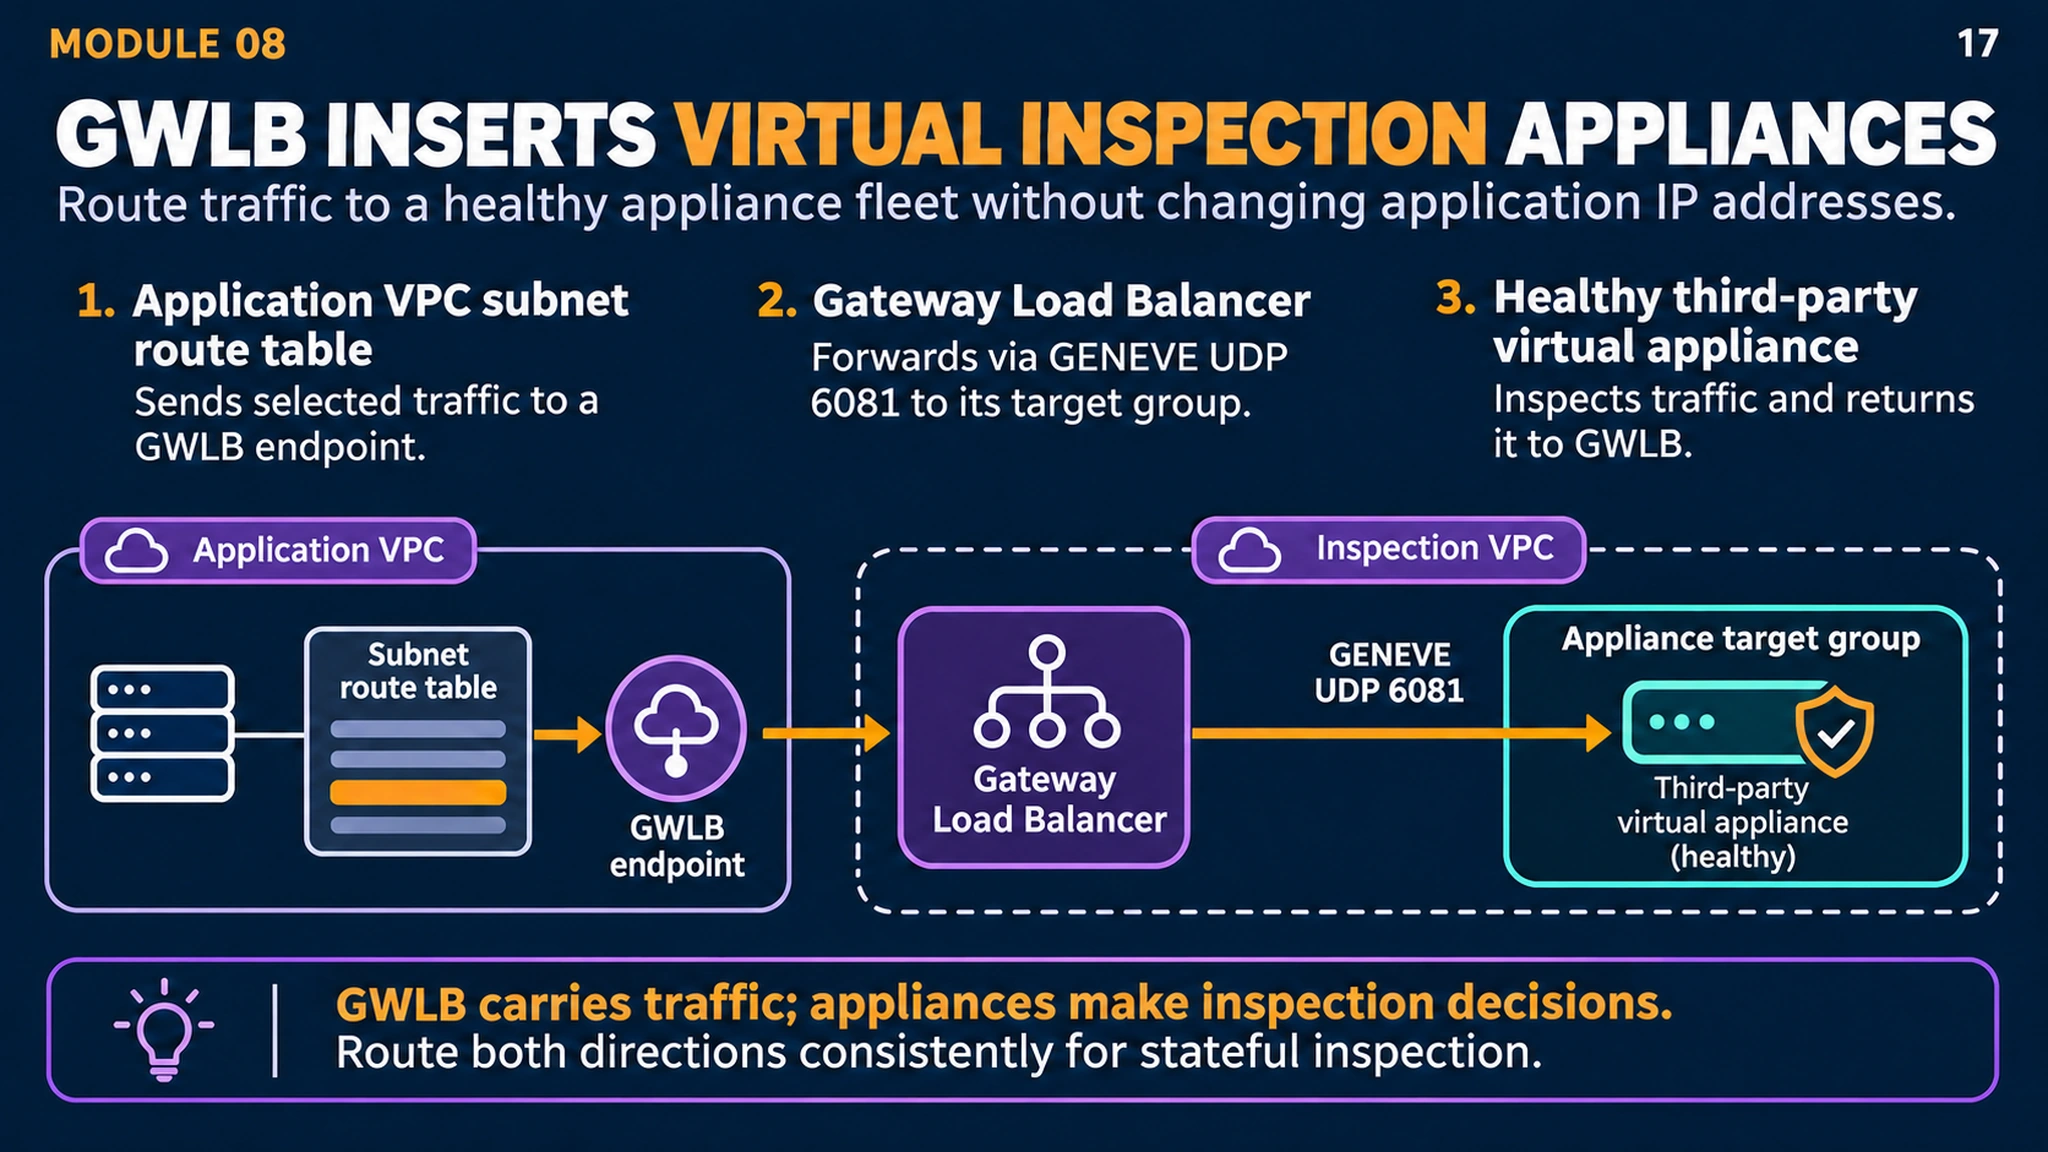 MODULE 08
17
GWLB INSERTS VIRTUAL INSPECTION APPLIANCES
Route traffic to a healthy appliance fleet without changing application IP addresses.
1. Application VPC subnet
route table
Sends selected traffic to a
GWLB endpoint.
2. Gateway Load Balancer
Forwards via GENEVE UDP
6081 to its target group.
3. Healthy third-party
virtual appliance
Inspects traffic and returns
it to GWLB.
Application VPC
Subnet
route table
GWLB
endpoint
Inspection VPC
Gateway
Load Balancer
GENEVE
UDP 6081
Appliance target group
Third-party
virtual appliance
(healthy)
GWLB carries traffic; appliances make inspection decisions.
Route both directions consistently for stateful inspection.